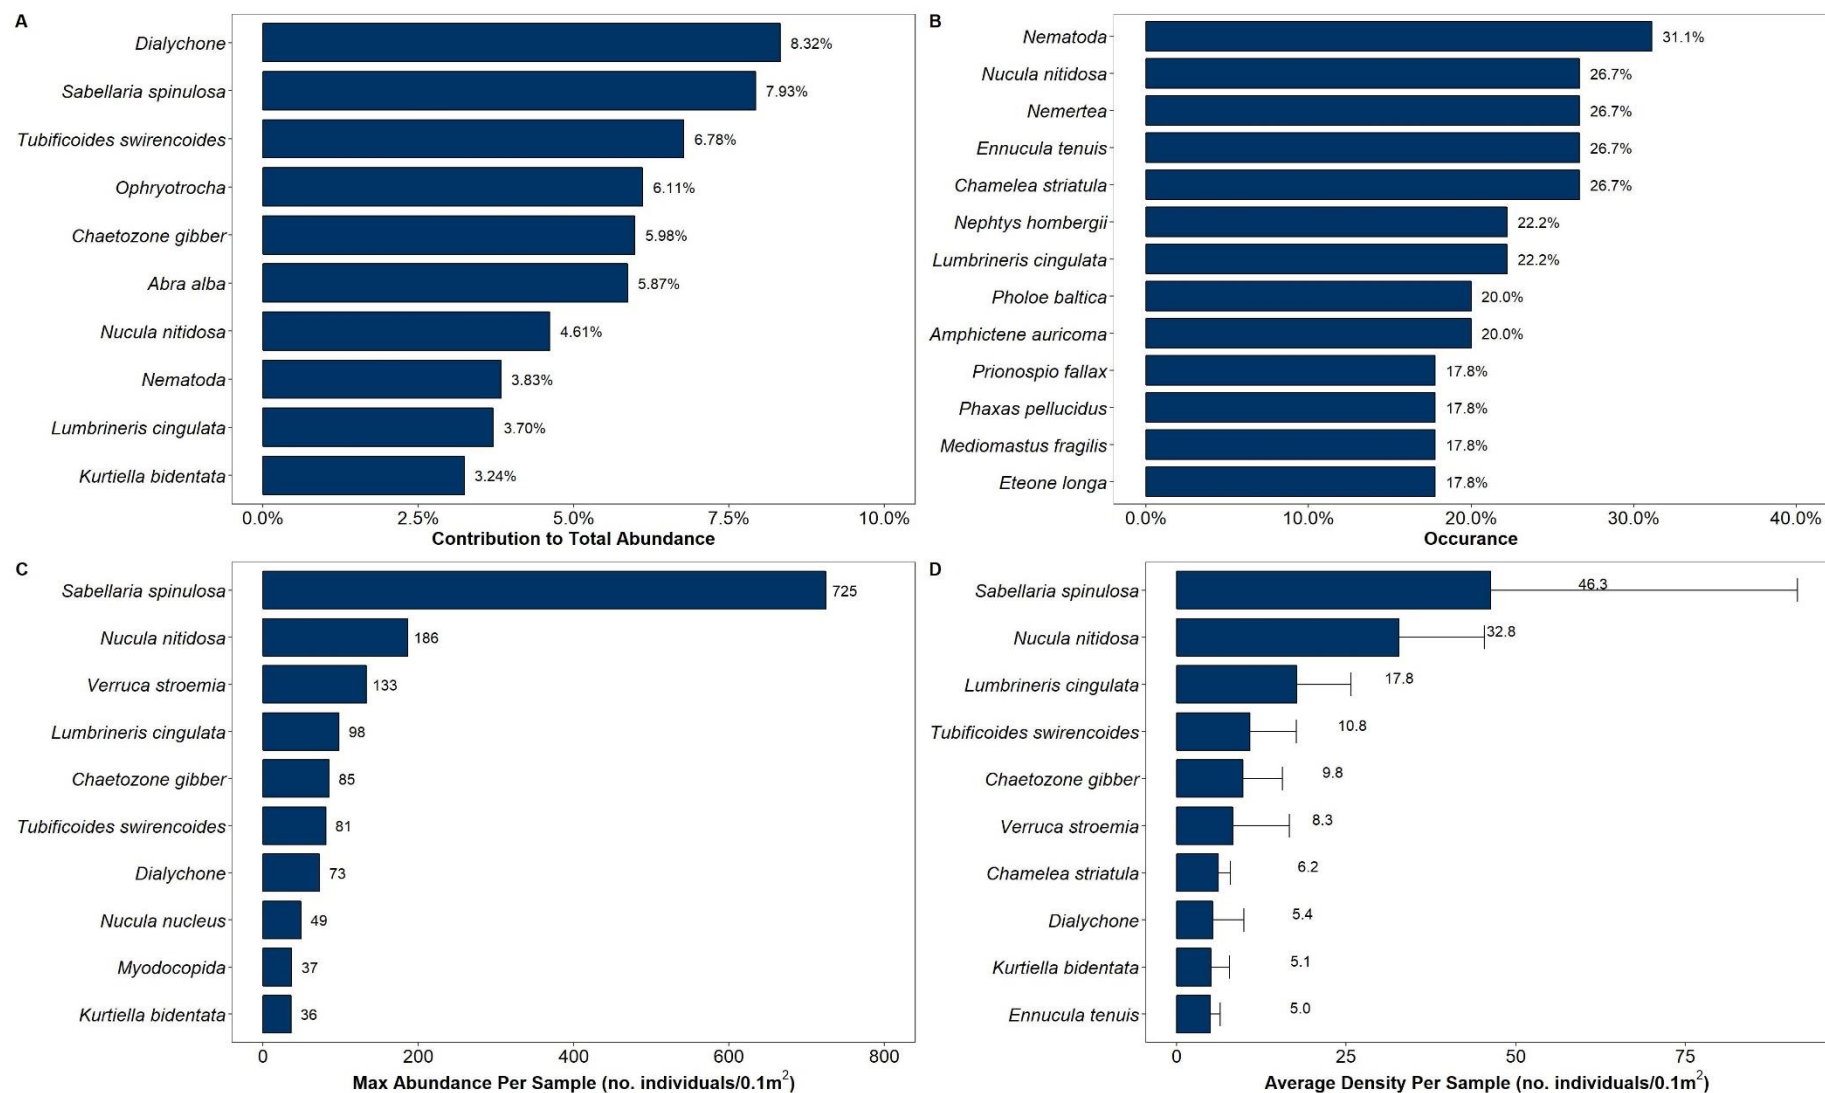 A
Dialychone 8.32%
Sabellaria spinulosa 7.93%
Tubificoides swirencoides 6.78%
Ophryotrocha 6.11%
Chaetozone gibber 5.98%
Abra alba 5.87%
Nucula nitidosa 4.61%
Nematoda 3.83%
Lumbrineris cingulata 3.70%
Kurtiella bidentata 3.24%
0.0% 2.5% 5.0% 7.5% 10.0%
Contribution to Total Abundance
B
Nematoda 31.1%
Nucula nitidosa 26.7%
Nemertea 26.7%
Ennucula tenuis 26.7%
Chamelea striatula 26.7%
Nephtys hombergii 22.2%
Lumbrineris cingulata 22.2%
Pholoe baltica 20.0%
Amphictene auricoma 20.0%
Prionospio fallax 17.8%
Phaxas pellucidus 17.8%
Mediomastus fragilis 17.8%
Eteone longa 17.8%
0.0% 10.0% 20.0% 30.0% 40.0%
Occurance
C
Sabellaria spinulosa 725
Nucula nitidosa 186
Verruca stroemia 133
Lumbrineris cingulata 98
Chaetozone gibber 85
Tubificoides swirencoides 81
Dialychone 73
Nucula nucleus 49
Myodocopida 37
Kurtiella bidentata 36
0 200 400 600 800
Max Abundance Per Sample (no. individuals/0.1m²)
D
Sabellaria spinulosa 46.3
Nucula nitidosa 32.8
Lumbrineris cingulata 17.8
Tubificoides swirencoides 10.8
Chaetozone gibber 9.8
Verruca stroemia 8.3
Chamelea striatula 6.2
Dialychone 5.4
Kurtiella bidentata 5.1
Ennucula tenuis 5.0
0 25 50 75
Average Density Per Sample (no. individuals/0.1m²)